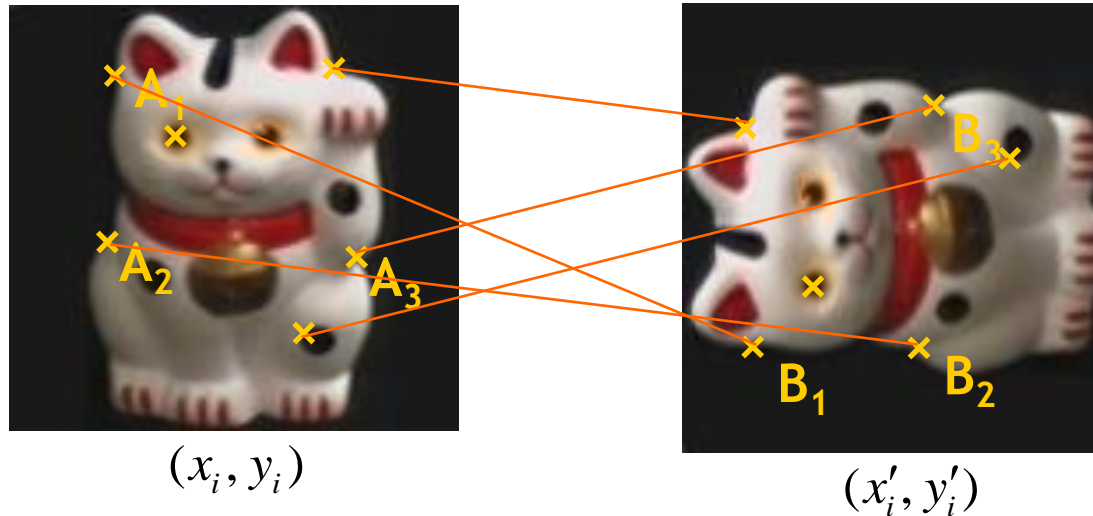 A₁
A₂
A₃
B₃
B₁
B₂
(xᵢ, yᵢ)
(x′ᵢ, y′ᵢ)